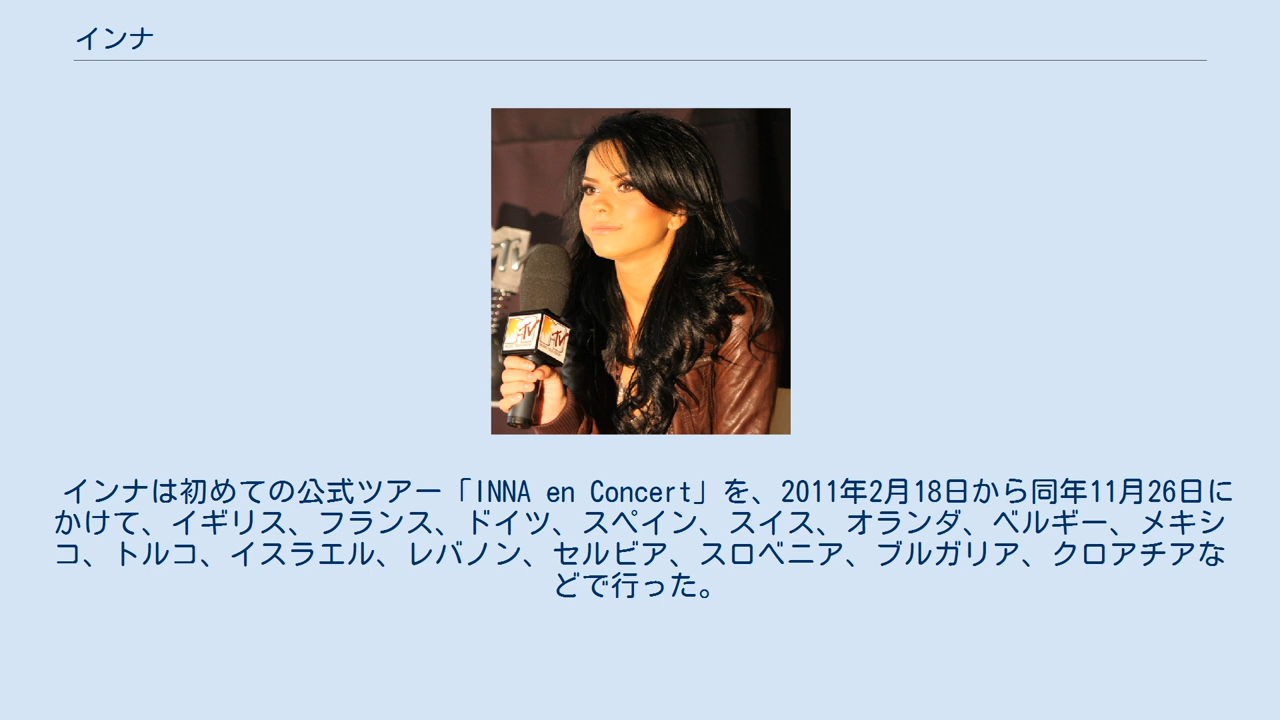 インナ
MTV
MTV
インナは初めての公式ツアー「INNA en Concert」を、2011年2月18日から同年11月26日に
かけて、イギリス、フランス、ドイツ、スペイン、スイス、オランダ、ベルギー、メキシ
コ、トルコ、イスラエル、レバノン、セルビア、スロベニア、ブルガリア、クロアチアな
どで行った。